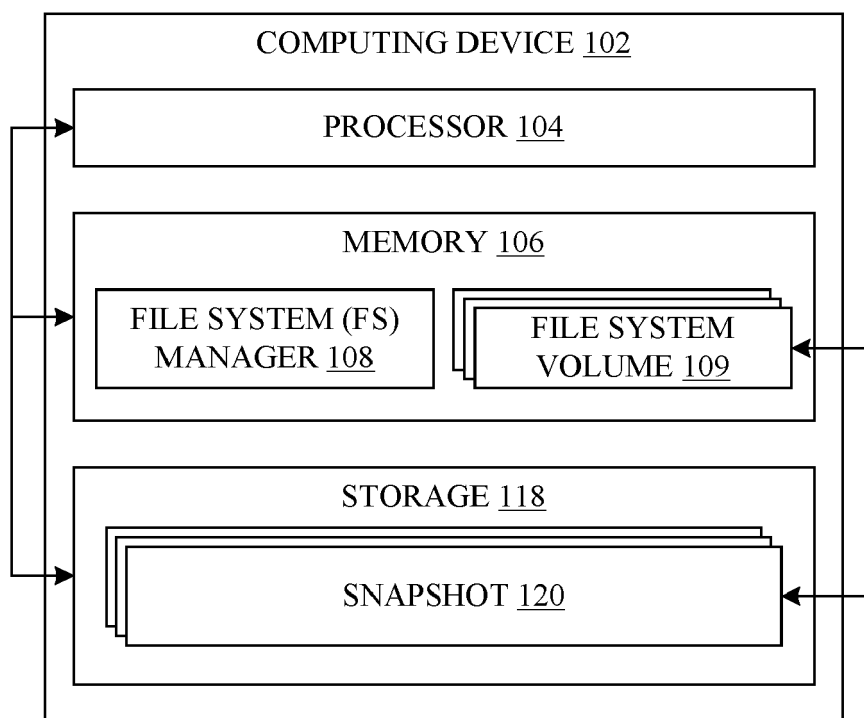 COMPUTING DEVICE 102
PROCESSOR 104
MEMORY 106
FILE SYSTEM (FS)
MANAGER 108
FILE SYSTEM
VOLUME 109
STORAGE 118
SNAPSHOT 120